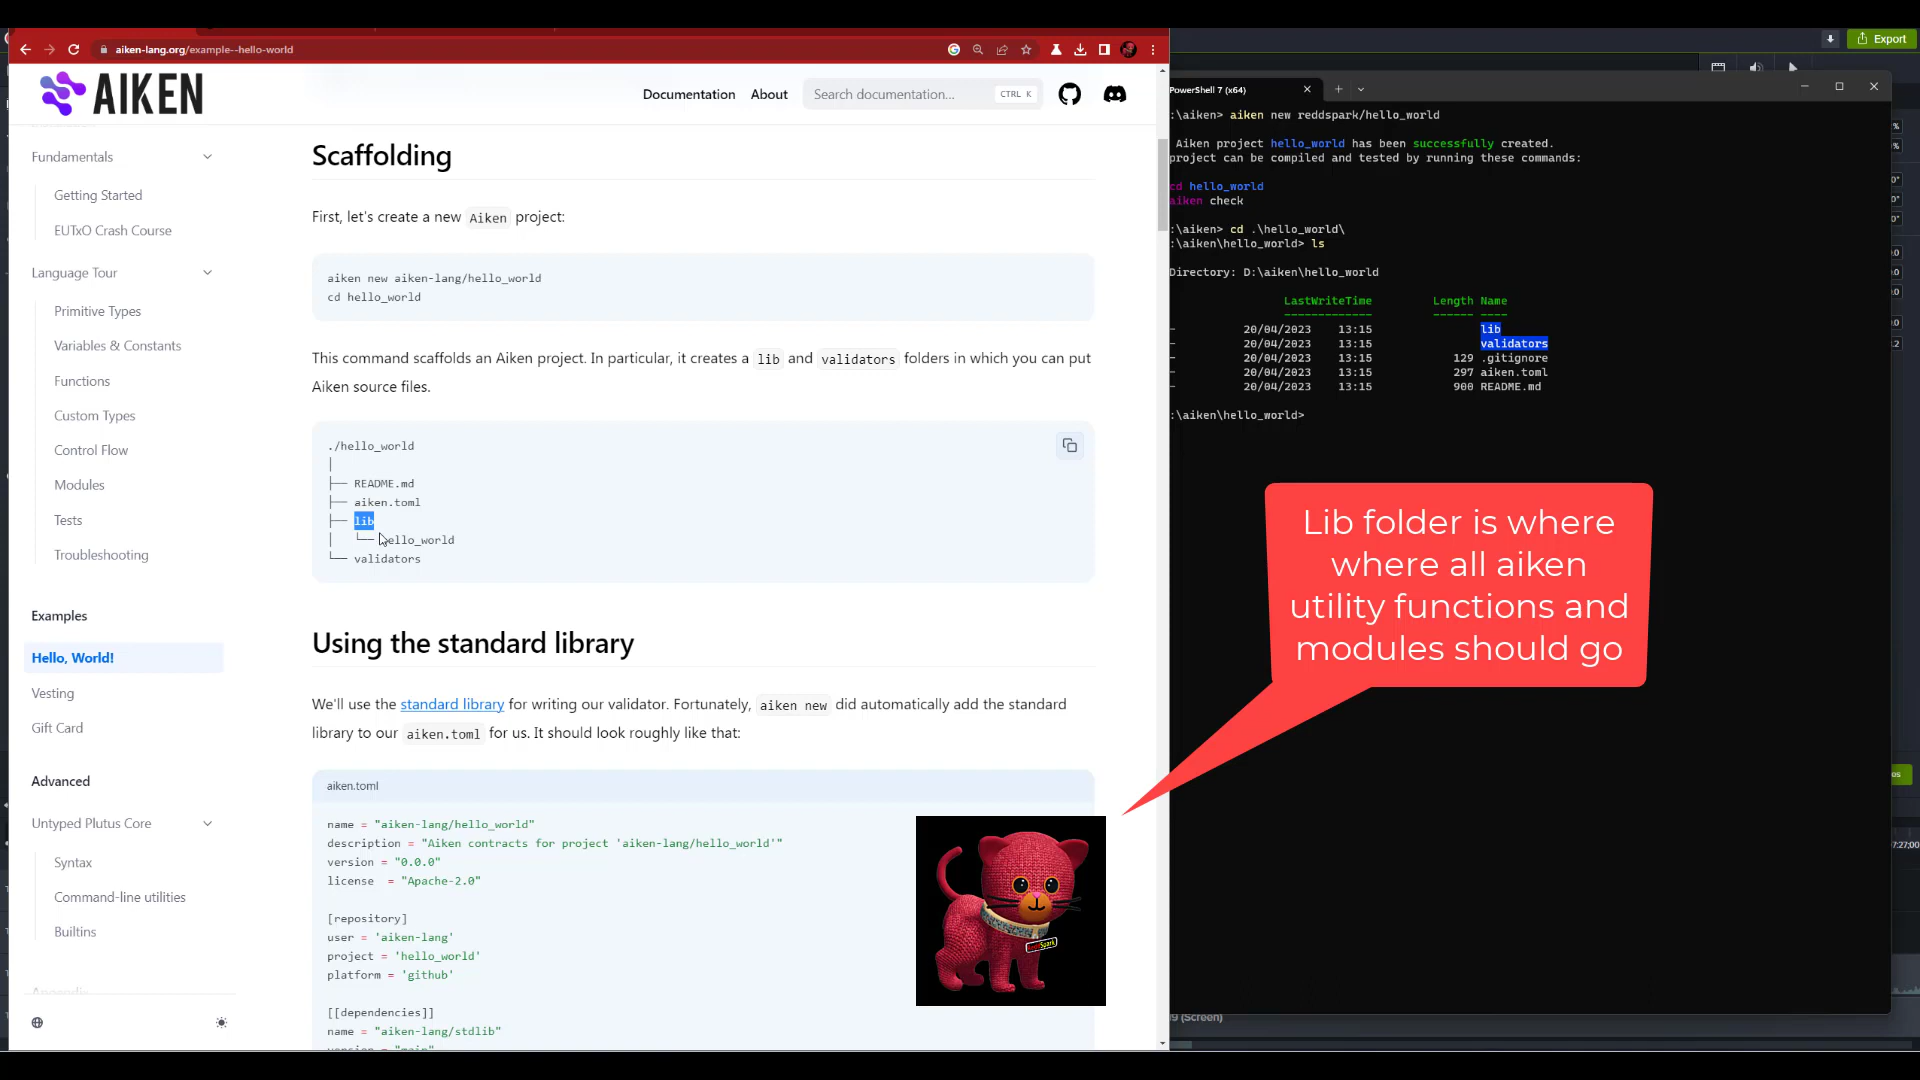 aiken-lang.org/example--hello-world
Export
AIKEN
Documentation
About
Search documentation...
CTRL K
Fundamentals
Getting Started
EUTxO Crash Course
Language Tour
Primitive Types
Variables & Constants
Functions
Custom Types
Control Flow
Modules
Tests
Troubleshooting
Examples
Hello, World!
Vesting
Gift Card
Advanced
Untyped Plutus Core
Syntax
Command-line utilities
Builtins
Appendix
Scaffolding
First, let's create a new Aiken project:
aiken new aiken-lang/hello_world
cd hello_world
This command scaffolds an Aiken project. In particular, it creates a lib and validators folders in which you can put
Aiken source files.
./hello_world
│
├── README.md
├── aiken.toml
├── lib
│   └── hello_world
└── validators
Using the standard library
We'll use the standard library for writing our validator. Fortunately, aiken new did automatically add the standard
library to our aiken.toml for us. It should look roughly like that:
aiken.toml
name = "aiken-lang/hello_world"
description = "Aiken contracts for project 'aiken-lang/hello_world'"
version = "0.0.0"
license  = "Apache-2.0"
[repository]
user = 'aiken-lang'
project = 'hello_world'
platform = 'github'
[[dependencies]]
name = "aiken-lang/stdlib"
version = "main"
PowerShell 7 (x64)
:\aiken> aiken new reddspark/hello_world
Aiken project hello_world has been successfully created.
project can be compiled and tested by running these commands:
cd hello_world
aiken check
:\aiken> cd .\hello_world\
:\aiken\hello_world> ls
Directory: D:\aiken\hello_world
LastWriteTime Length Name
------------- ------ ----
20/04/2023 13:15 lib
20/04/2023 13:15 validators
20/04/2023 13:15 129 .gitignore
20/04/2023 13:15 297 aiken.toml
20/04/2023 13:15 900 README.md
:\aiken\hello_world>
Lib folder is where
where all aiken
utility functions and
modules should go
ReddSpark
9 (Screen)
:27;00